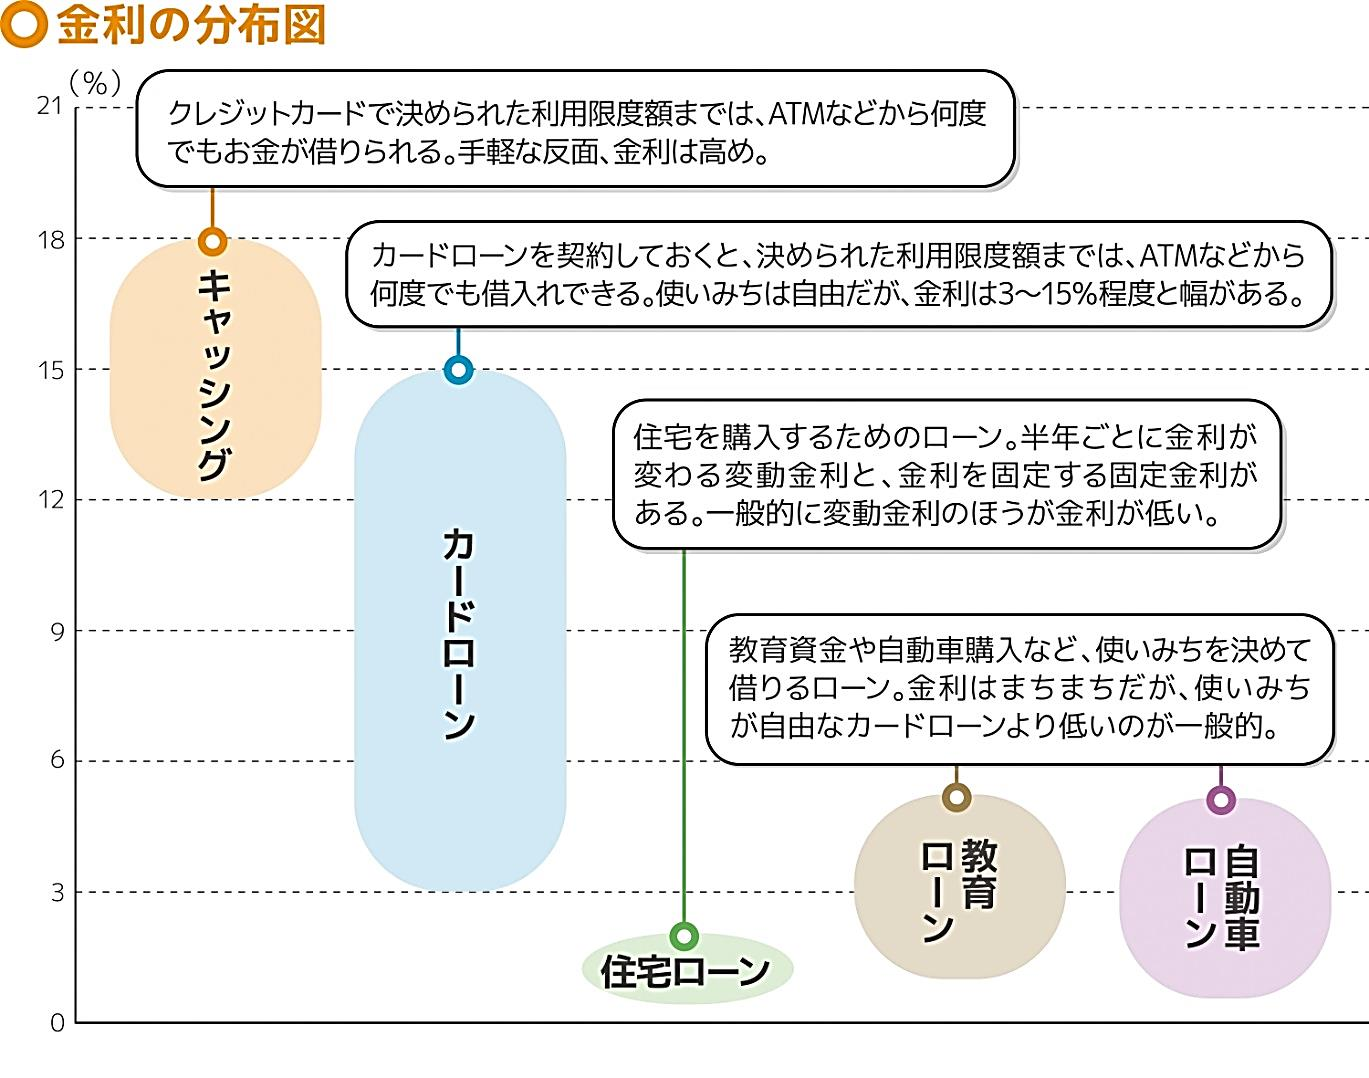 金利の分布図
(%)
21
クレジットカードで決められた利用限度額までは、ATMなどから何度
でもお金が借りられる。手軽な反面、金利は高め。
18
キャッシング
カードローンを契約しておくと、決められた利用限度額までは、ATMなどから
何度でも借入れできる。使いみちは自由だが、金利は3〜15%程度と幅がある。
15
カードローン
住宅を購入するためのローン。半年ごとに金利が
変わる変動金利と、金利を固定する固定金利が
ある。一般的に変動金利のほうが金利が低い。
12
9
教育資金や自動車購入など、使いみちを決めて
借りるローン。金利はまちまちだが、使いみち
が自由なカードローンより低いのが一般的。
6
教育
ローン
自動車
ローン
3
住宅ローン
0